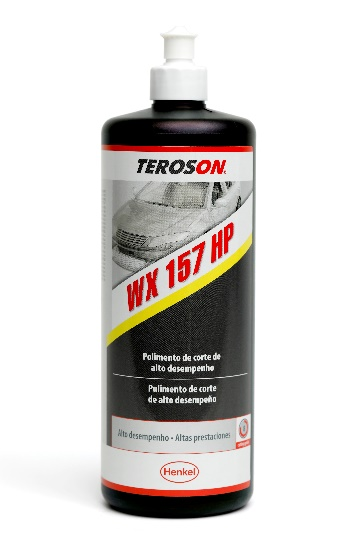 TEROSON
WX 157 HP
Polimento de corte de
alto desempenho
Pulimento de corte
de alto desempeño
Alto desempenho • Altas prestaciones
Henkel